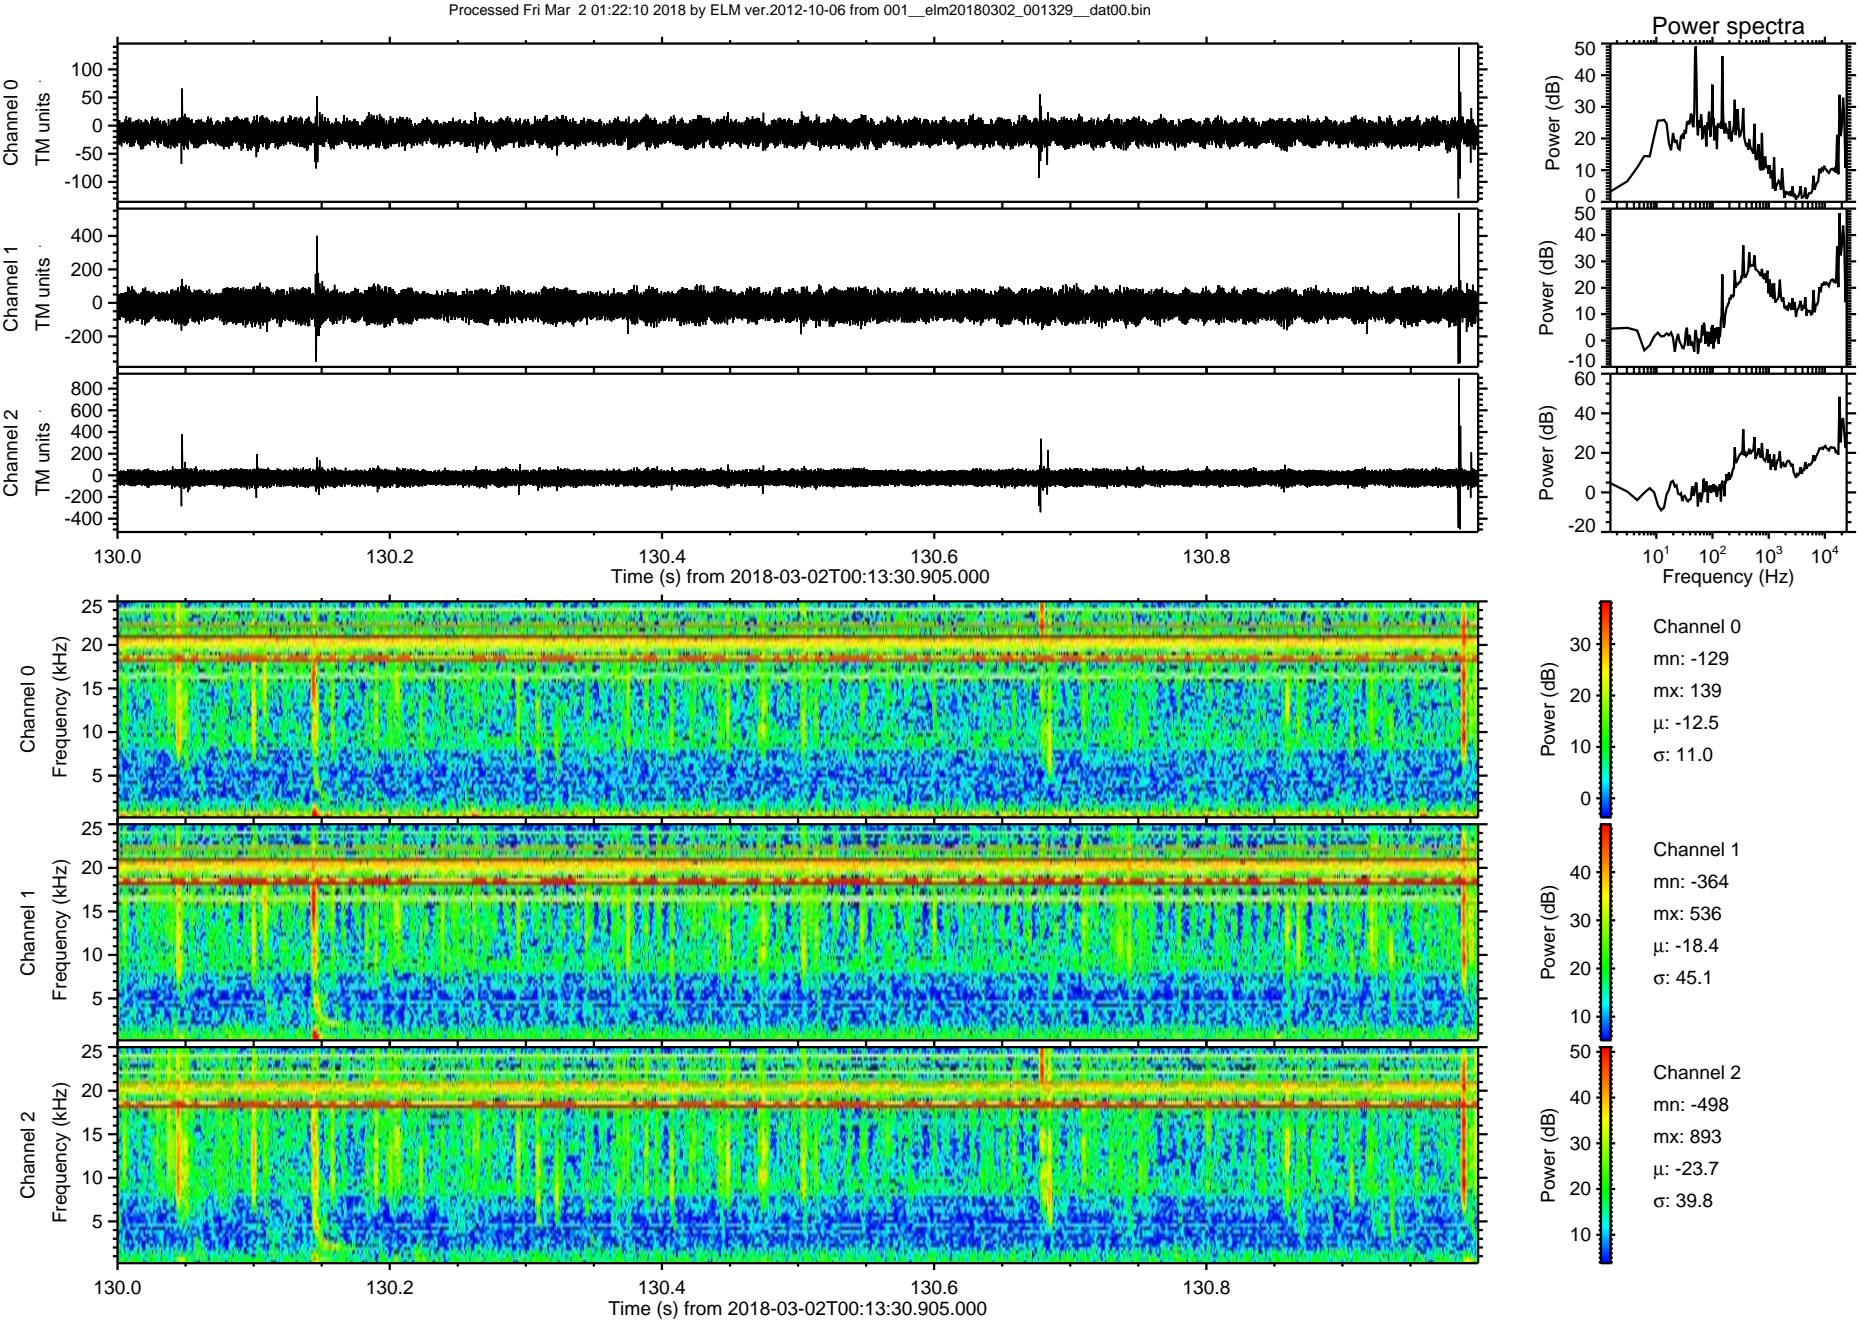 Processed Fri Mar  2 01:22:10 2018 by ELM ver.2012-10-06 from 001__elm20180302_001329__dat00.bin
Power spectra
Channel 0
TM units
100
50
0
-50
-100
Power (dB)
50
40
30
20
10
0
Channel 1
TM units
400
200
0
-200
Power (dB)
50
40
30
20
10
0
-10
Channel 2
TM units
800
600
400
200
0
-200
-400
Power (dB)
60
40
20
0
-20
130.0 130.2 130.4 130.6 130.8
Time (s) from 2018-03-02T00:13:30.905.000
10¹ 10² 10³ 10⁴
Frequency (Hz)
Channel 0
Frequency (kHz)
25
20
15
10
5
Power (dB)
30
20
10
0
Channel 0
mn: -129
mx: 139
μ: -12.5
σ: 11.0
Channel 1
Frequency (kHz)
25
20
15
10
5
Power (dB)
40
30
20
10
Channel 1
mn: -364
mx: 536
μ: -18.4
σ: 45.1
Channel 2
Frequency (kHz)
25
20
15
10
5
Power (dB)
50
40
30
20
10
Channel 2
mn: -498
mx: 893
μ: -23.7
σ: 39.8
130.0 130.2 130.4 130.6 130.8
Time (s) from 2018-03-02T00:13:30.905.000